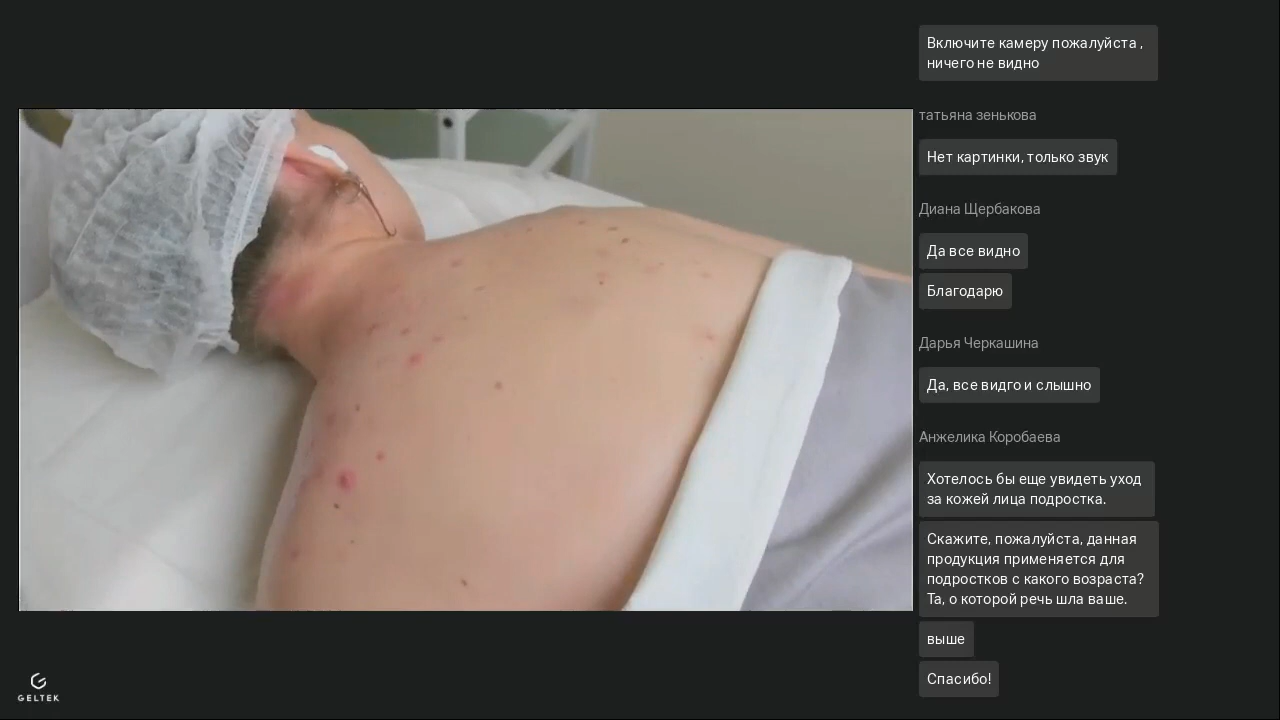 Включите камеру пожалуйста ,
ничего не видно
татьяна зенькова
Нет картинки, только звук
Диана Щербакова
Да все видно
Благодарю
Дарья Черкашина
Да, все видго и слышно
Анжелика Коробаева
Хотелось бы еще увидеть уход
за кожей лица подростка.
Скажите, пожалуйста, данная
продукция применяется для
подростков с какого возраста?
Та, о которой речь шла ваше.
выше
Спасибо!
GELTEK